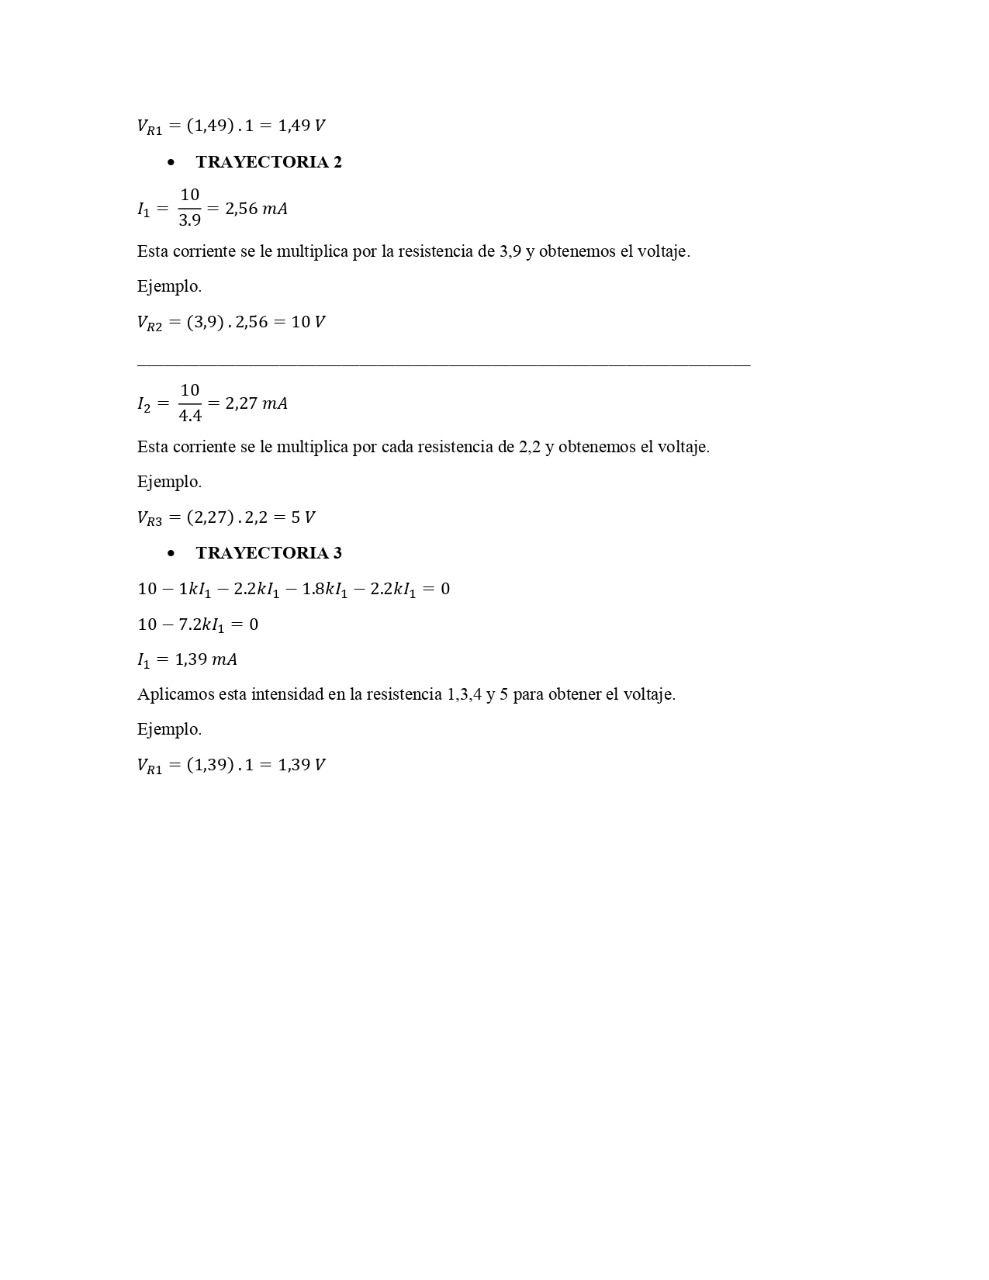 V_{R1} = (1,49) . 1 = 1,49 V
• TRAYECTORIA 2
I_1 = \frac{10}{3.9} = 2,56 mA
Esta corriente se le multiplica por la resistencia de 3,9 y obtenemos el voltaje.
Ejemplo.
V_{R2} = (3,9) . 2,56 = 10 V
I_2 = \frac{10}{4.4} = 2,27 mA
Esta corriente se le multiplica por cada resistencia de 2,2 y obtenemos el voltaje.
Ejemplo.
V_{R3} = (2,27) . 2,2 = 5 V
• TRAYECTORIA 3
10 − 1kI_1 − 2.2kI_1 − 1.8kI_1 − 2.2kI_1 = 0
10 − 7.2kI_1 = 0
I_1 = 1,39 mA
Aplicamos esta intensidad en la resistencia 1,3,4 y 5 para obtener el voltaje.
Ejemplo.
V_{R1} = (1,39) . 1 = 1,39 V